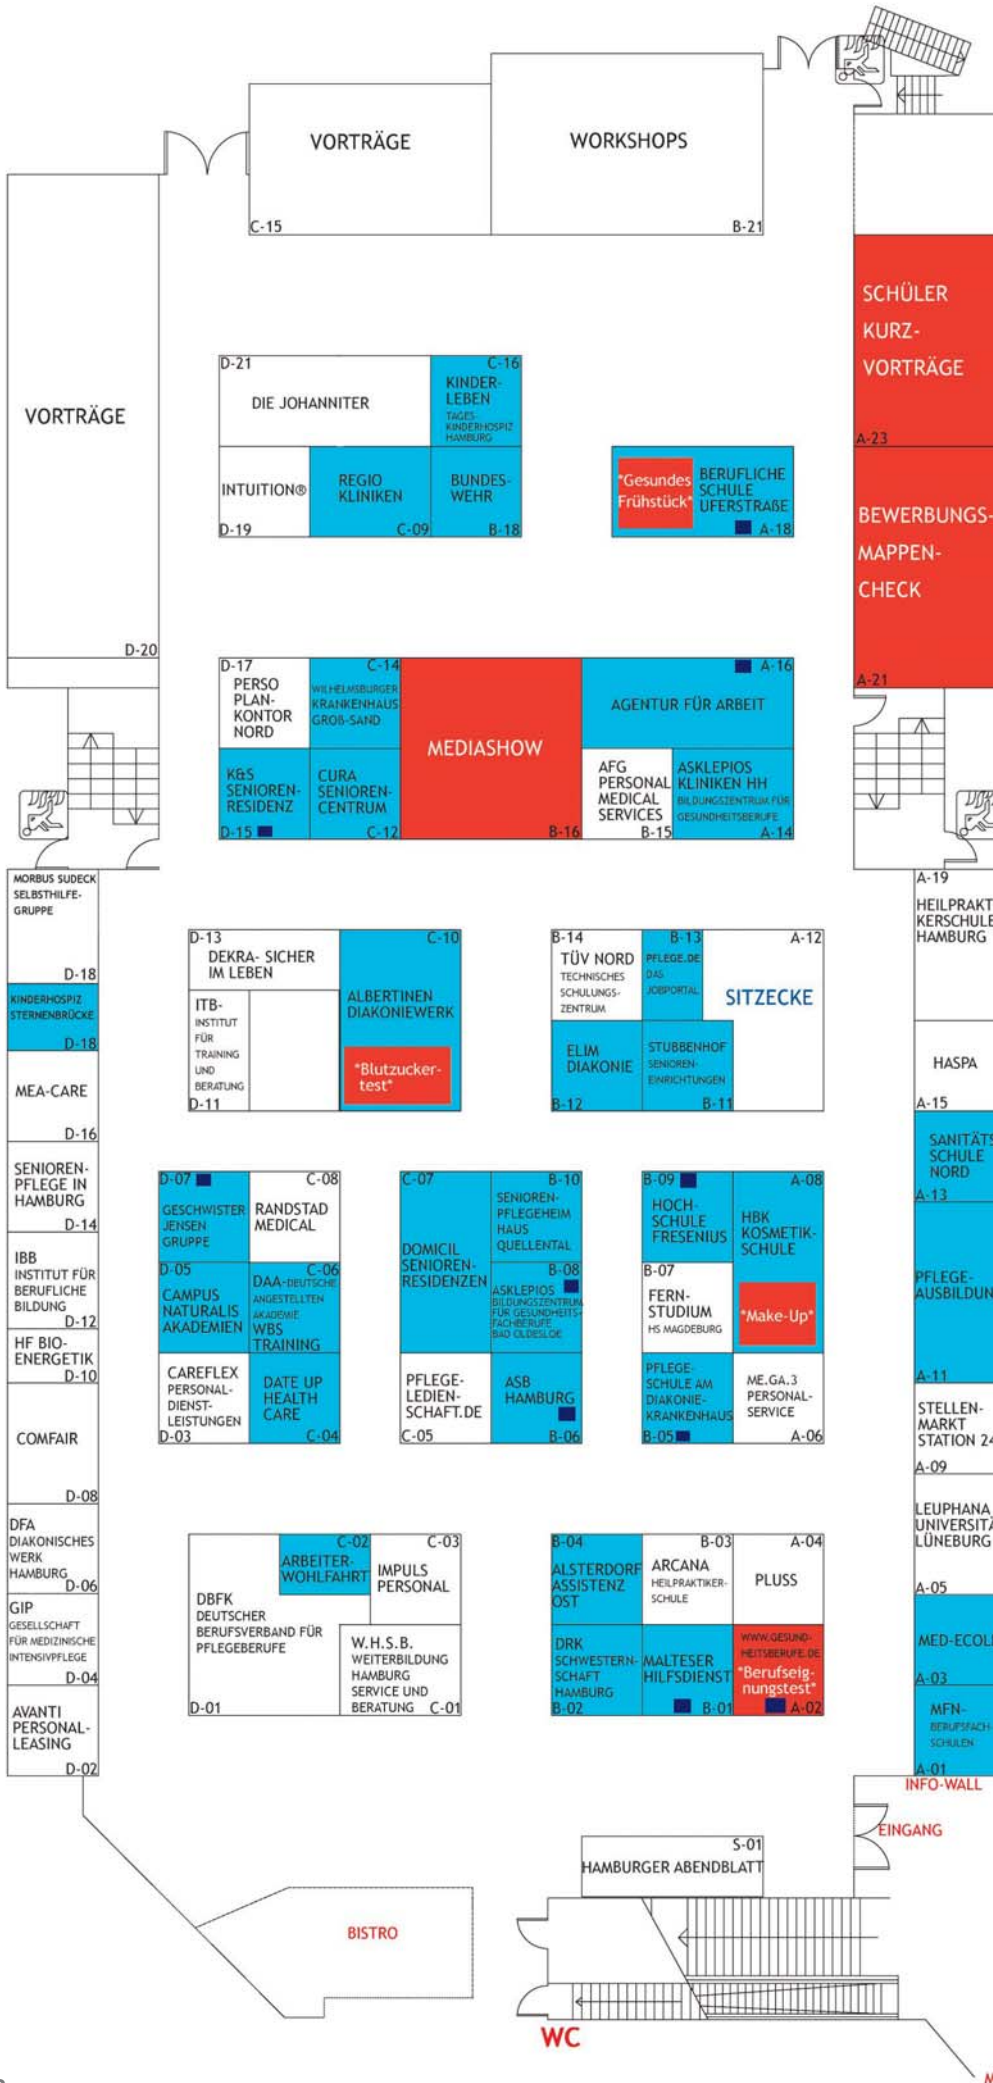 VORTRÄGE
C-15
WORKSHOPS
B-21
VORTRÄGE
D-20
SCHÜLER
KURZ-
VORTRÄGE
A-23
BEWERBUNGS-
MAPPEN-
CHECK
A-21
D-21
DIE JOHANNITER
C-16
KINDER-
LEBEN
TAGES-
KINDERHOSPIZ
HAMBURG
INTUITION®
D-19
REGIO
KLINIKEN
C-09
BUNDES-
WEHR
B-18
"Gesundes
Frühstück"
BERUFLICHE
SCHULE
UFERSTRAßE
A-18
D-17
PERSO
PLAN-
KONTOR
NORD
C-14
WILHELMSBURGER
KRANKENHAUS
GROß-SAND
MEDIASHOW
B-16
A-16
AGENTUR FÜR ARBEIT
K&S
SENIOREN-
RESIDENZ
D-15
CURA
SENIOREN-
CENTRUM
C-12
AFG
PERSONAL
MEDICAL
SERVICES
B-15
ASKLEPIOS
KLINIKEN HH
BILDUNGSZENTRUM FÜR
GESUNDHEITSBERUFE
A-14
MORBUS SUDECK
SELBSTHILFE-
GRUPPE
D-18
KINDERHOSPIZ
STERNENBRÜCKE
D-18
MEA-CARE
D-16
SENIOREN-
PFLEGE IN
HAMBURG
D-14
IBB
INSTITUT FÜR
BERUFLICHE
BILDUNG
D-12
HF BIO-
ENERGETIK
D-10
COMFAIR
D-08
DFA
DIAKONISCHES
WERK
HAMBURG
D-06
GIP
GESELLSCHAFT
FÜR MEDIZINISCHE
INTENSIVPFLEGE
D-04
AVANTI
PERSONAL-
LEASING
D-02
D-13
DEKRA- SICHER
IM LEBEN
ITB-
INSTITUT
FÜR
TRAINING
UND
BERATUNG
D-11
C-10
ALBERTINEN
DIAKONIEWERK
"Blutzucker-
test"
B-14
TÜV NORD
TECHNISCHES
SCHULUNGS-
ZENTRUM
B-13
PFLEGE.DE
DAS
JOBPORTAL
A-12
SITZECKE
ELIM
DIAKONIE
B-12
STUBBENHOF
SENIOREN-
EINRICHTUNGEN
B-11
A-19
HEILPRAKT
KERSCHULE
HAMBURG
HASPA
A-15
SANITÄTS
SCHULE
NORD
A-13
PFLEGE-
AUSBILDUN
A-11
STELLEN-
MARKT
STATION 24
A-09
LEUPHANA
UNIVERSITÄ
LÜNEBURG
A-05
MED-ECOLE
A-03
MFN-
BERUFSFACH
SCHULEN
A-01
D-07
GESCHWISTER
JENSEN
GRUPPE
C-08
RANDSTAD
MEDICAL
D-05
CAMPUS
NATURALIS
AKADEMIEN
C-06
DAA-DEUTSCHE
ANGESTELLTEN
AKADEMIE
WBS
TRAINING
CAREFLEX
PERSONAL-
DIENST-
LEISTUNGEN
D-03
DATE UP
HEALTH
CARE
C-04
C-07
DOMICIL
SENIOREN-
RESIDENZEN
B-10
SENIOREN-
PFLEGEHEIM
HAUS
QUELLENTAL
B-08
ASKLEPIOS
BILDUNGSZENTRUM
FÜR GESUNDHEITS-
FACHBERUFE
BAD OLDESLOE
PFLEGE-
LEDIEN-
SCHAFT.DE
C-05
ASB
HAMBURG
B-06
B-09
HOCH-
SCHULE
FRESENIUS
A-08
HBK
KOSMETIK-
SCHULE
"Make-Up"
B-07
FERN-
STUDIUM
HS MAGDEBURG
PFLEGE-
SCHULE AM
DIAKONIE-
KRANKENHAUS
B-05
ME.GA.3
PERSONAL-
SERVICE
A-06
DBFK
DEUTSCHER
BERUFSVERBAND FÜR
PFLEGEBERUFE
D-01
C-02
ARBEITER-
WOHLFAHRT
C-03
IMPULS
PERSONAL
W.H.S.B.
WEITERBILDUNG
HAMBURG
SERVICE UND
BERATUNG C-01
B-04
ALSTERDORF
ASSISTENZ
OST
B-03
ARCANA
HEILPRAKTIKER-
SCHULE
A-04
PLUSS
DRK
SCHWESTERN-
SCHAFT
HAMBURG
B-02
MALTESER
HILFSDIENST
B-01
WWW.GESUND-
HEITSBERUFE.DE
"Berufseig-
nungstest"
A-02
INFO-WALL
EINGANG
S-01
HAMBURGER ABENDBLATT
BISTRO
WC